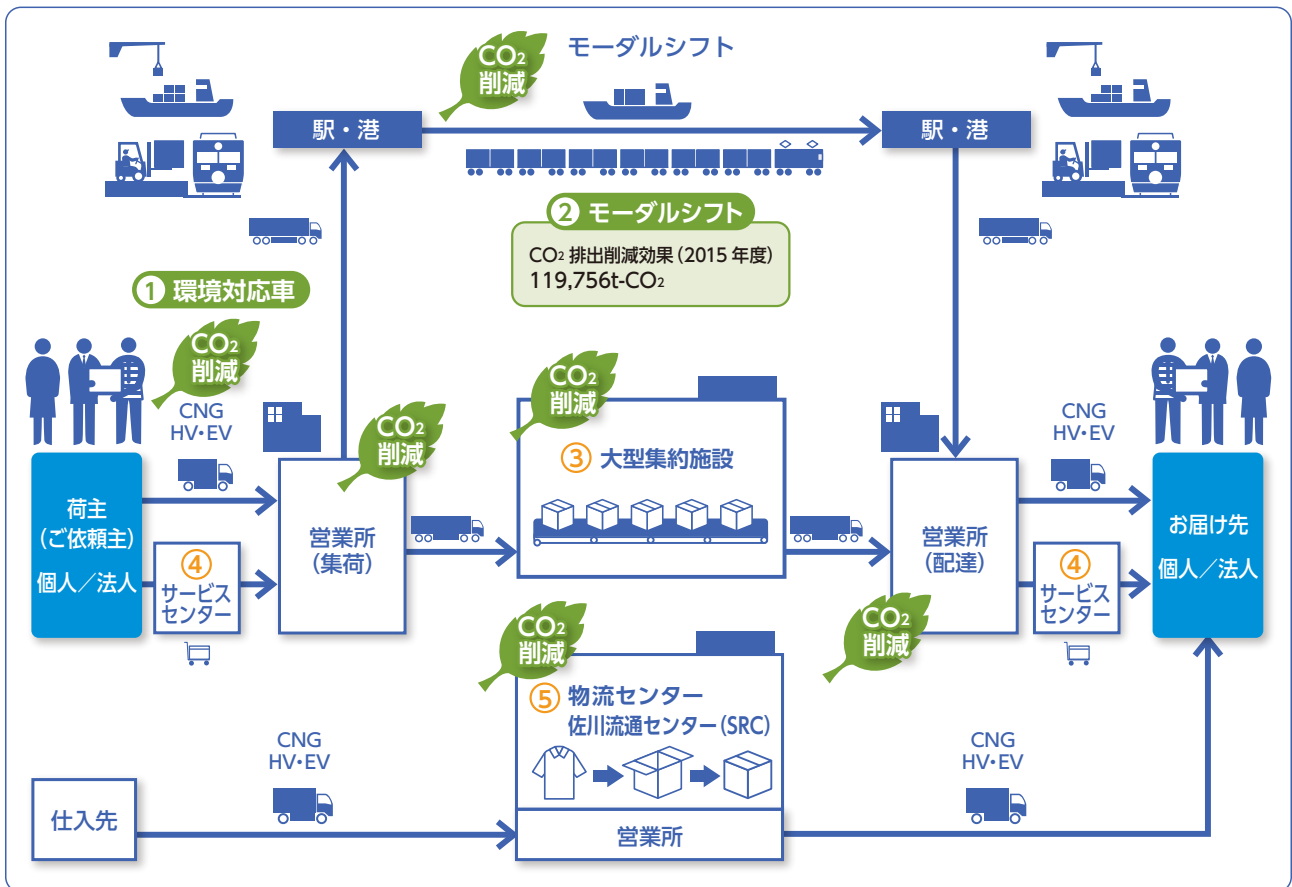 CO2
削減
モーダルシフト
駅・港
駅・港
② モーダルシフト
CO2 排出削減効果(2015 年度)
119,756t-CO2
① 環境対応車
CO2
削減
CNG
HV・EV
CO2
削減
CO2
削減
③ 大型集約施設
CNG
HV・EV
荷主
(ご依頼主)
個人/法人
④
サービス
センター
営業所
(集荷)
営業所
(配達)
④
サービス
センター
お届け先
個人/法人
CO2
削減
CO2
削減
⑤ 物流センター
佐川流通センター(SRC)
CNG
HV・EV
CNG
HV・EV
仕入先
営業所